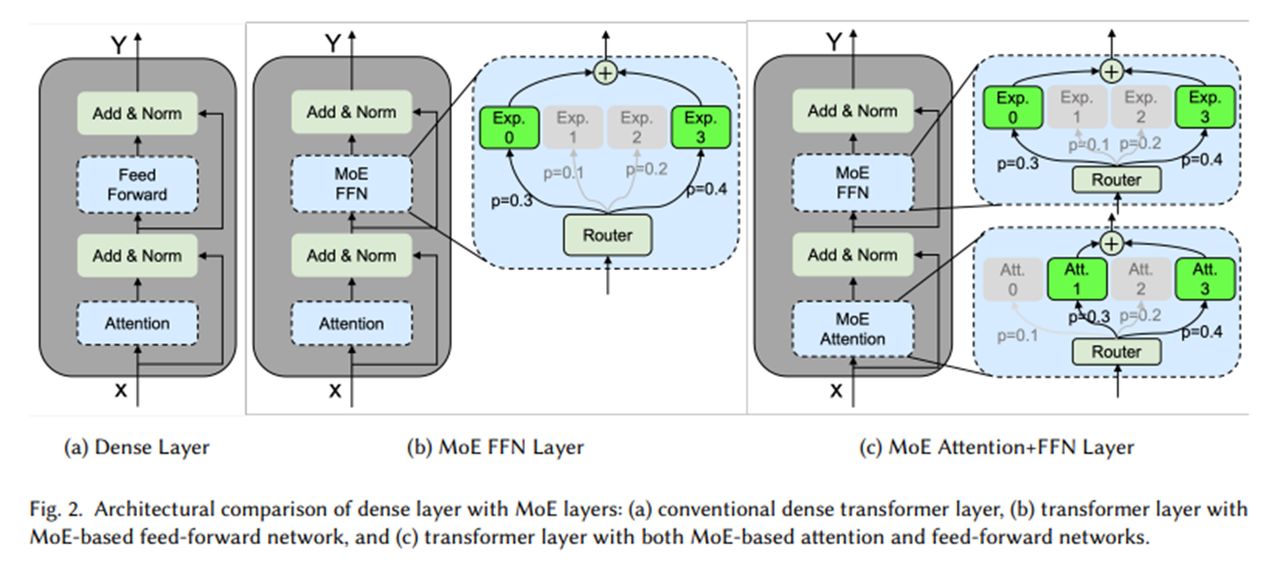 Y
Add & Norm
Feed
Forward
Add & Norm
Attention
X
(a) Dense Layer
Y
Add & Norm
MoE
FFN
Add & Norm
Attention
X
+
Exp.
0
Exp.
1
Exp.
2
Exp.
3
p=0.3
p=0.1
p=0.2
p=0.4
Router
(b) MoE FFN Layer
Y
Add & Norm
MoE
FFN
Add & Norm
MoE
Attention
X
+
Exp.
0
Exp.
1
Exp.
2
Exp.
3
p=0.3
p=0.1
p=0.2
p=0.4
Router
+
Att.
0
Att.
1
Att.
2
Att.
3
p=0.1
p=0.3
p=0.2
p=0.4
Router
(c) MoE Attention+FFN Layer
Fig. 2. Architectural comparison of dense layer with MoE layers: (a) conventional dense transformer layer, (b) transformer layer with
MoE-based feed-forward network, and (c) transformer layer with both MoE-based attention and feed-forward networks.